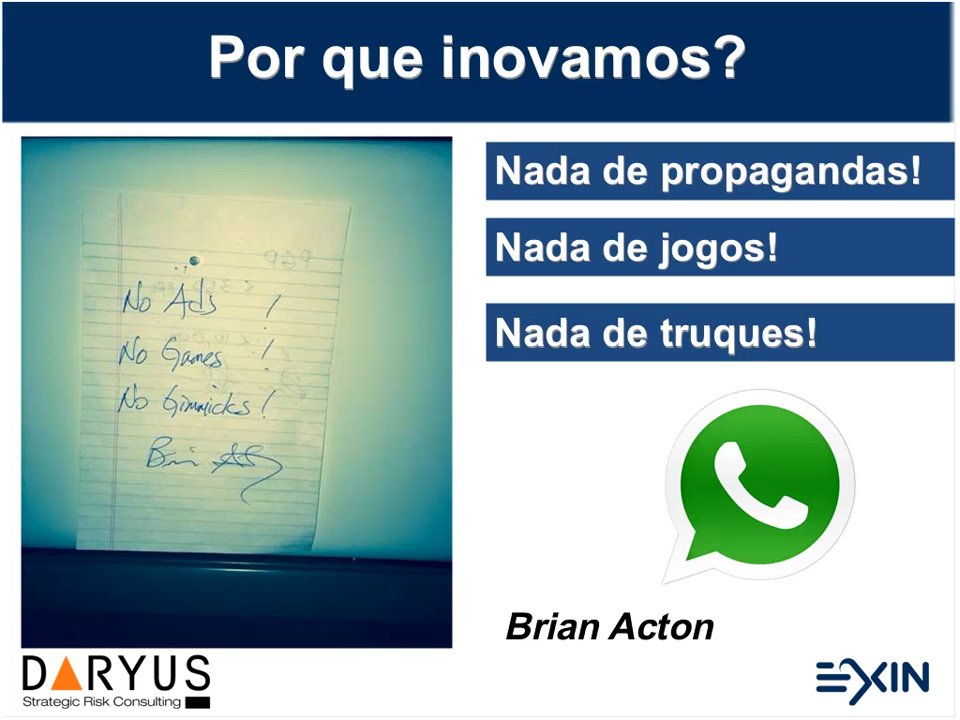 Por que inovamos?
No Ads !
No Games !
No Gimmicks!
Nada de propagandas!
Nada de jogos!
Nada de truques!
Brian Acton
DARYUS
Strategic Risk Consulting
EXIN